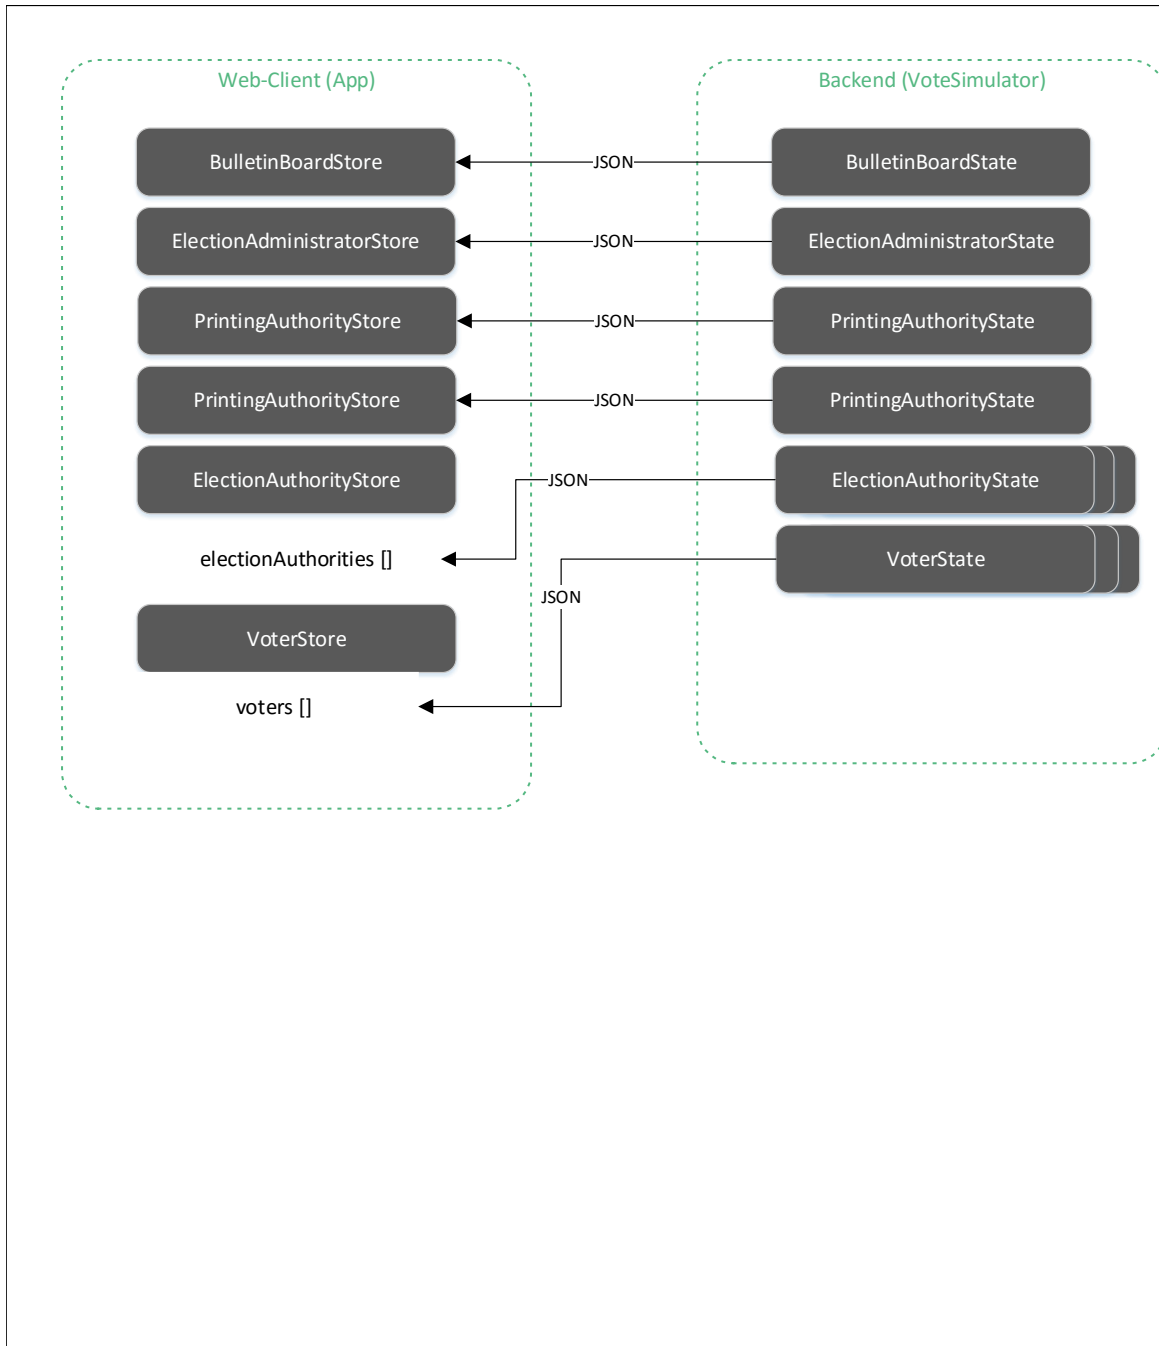 Web-Client (App)
Backend (VoteSimulator)
BulletinBoardStore
JSON
BulletinBoardState
ElectionAdministratorStore
JSON
ElectionAdministratorState
PrintingAuthorityStore
JSON
PrintingAuthorityState
PrintingAuthorityStore
JSON
PrintingAuthorityState
ElectionAuthorityStore
JSON
ElectionAuthorityState
electionAuthorities []
VoterState
JSON
VoterStore
voters []